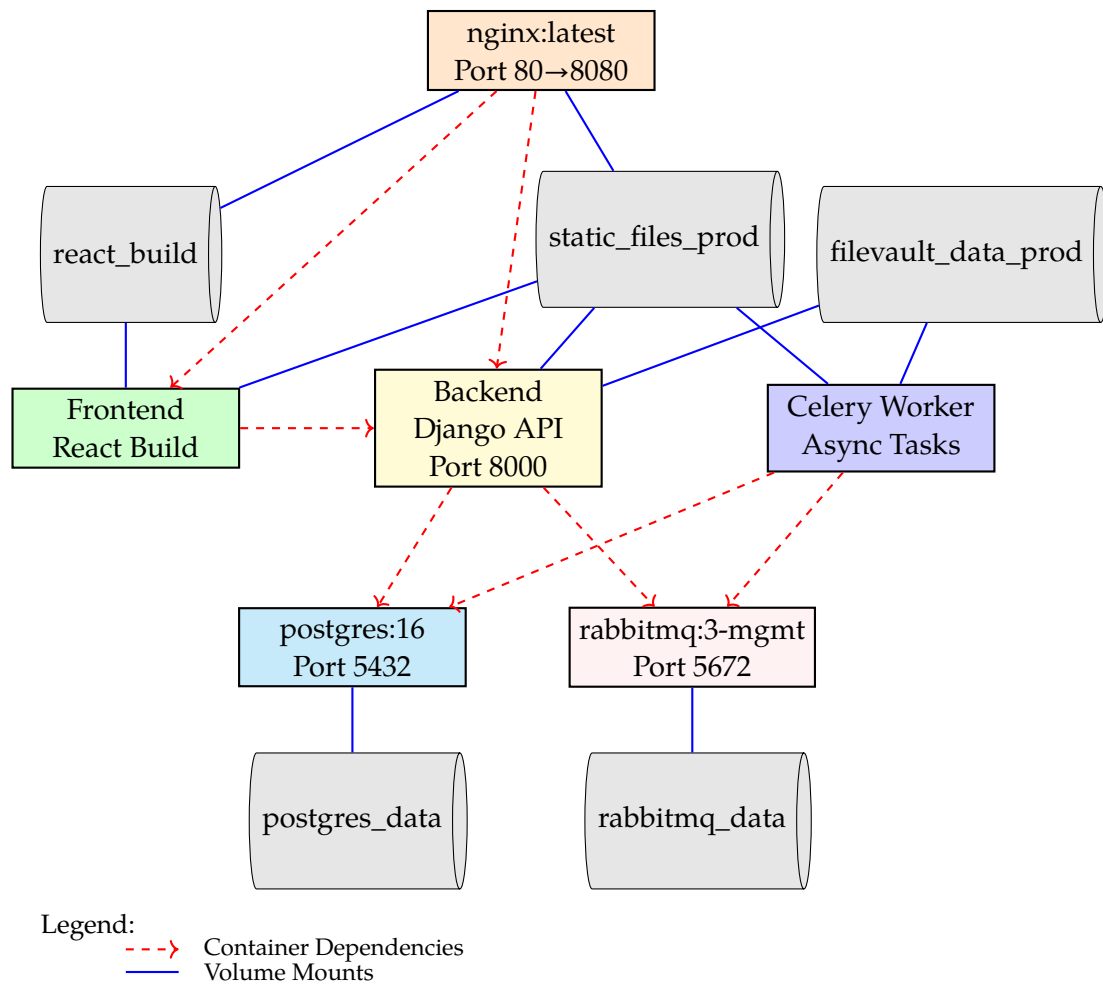 nginx:latest
Port 80→8080
react_build
static_files_prod
filevault_data_prod
Frontend
React Build
Backend
Django API
Port 8000
Celery Worker
Async Tasks
postgres:16
Port 5432
rabbitmq:3-mgmt
Port 5672
postgres_data
rabbitmq_data
Legend:
Container Dependencies
Volume Mounts